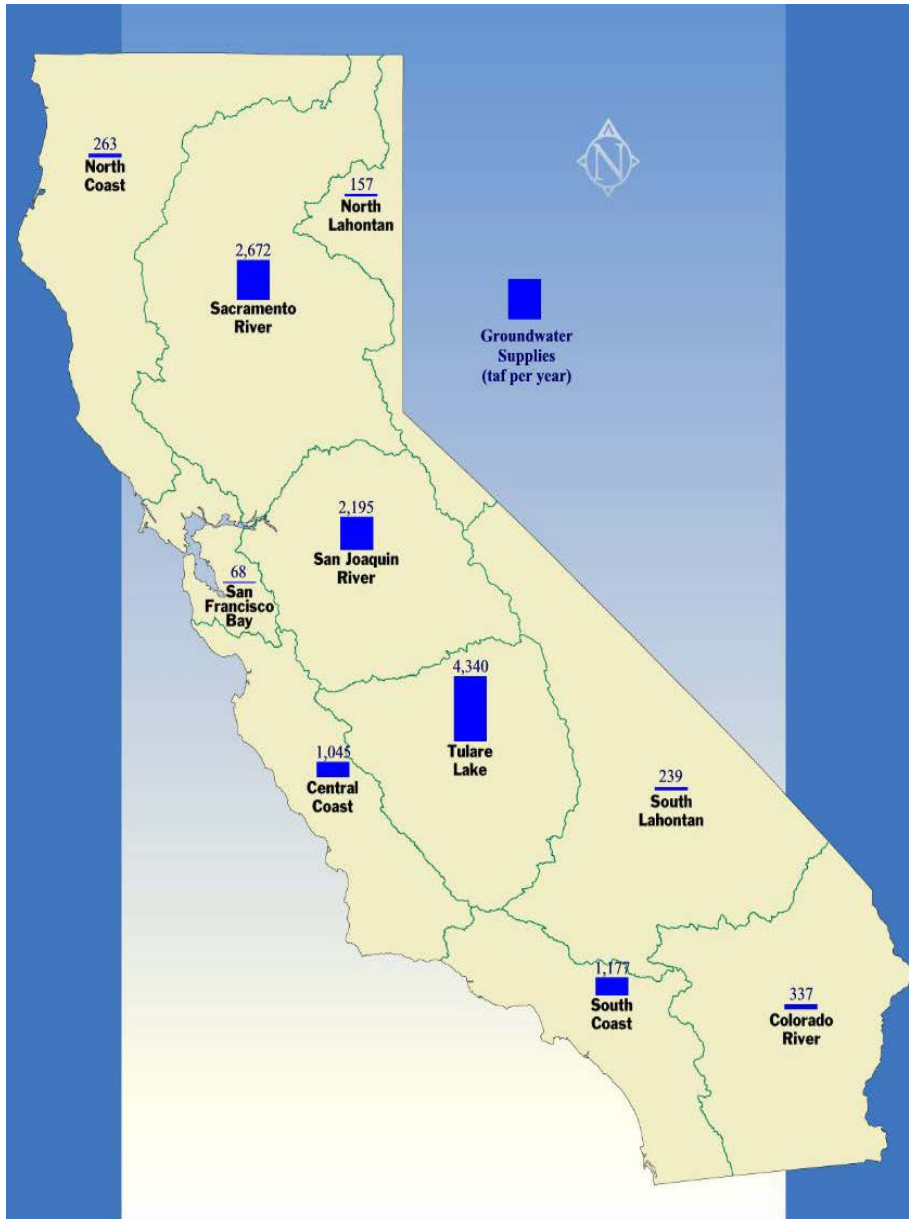 263
North
Coast
157
North
Lahontan
N
2,672
Sacramento
River
Groundwater
Supplies
(taf per year)
2,195
San Joaquin
River
68
San
Francisco
Bay
4,340
Tulare
Lake
1,045
Central
Coast
239
South
Lahontan
1,177
South
Coast
337
Colorado
River